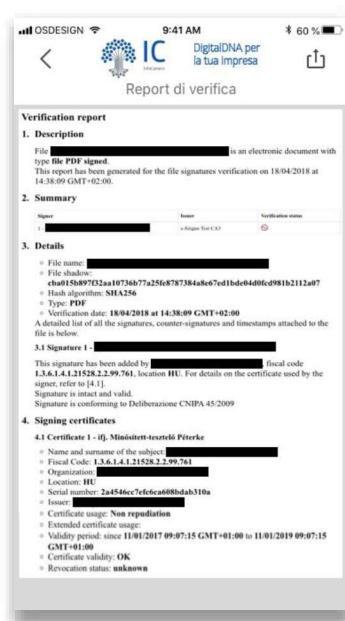 OSDESIGN 9:41 AM 60 %
IC DigitalDNA per
InfoCamere la tua impresa
Report di verifica
Verification report
1. Description
File is an electronic document with
type file PDF signed.
This report has been generated for the file signatures verification on 18/04/2018 at
14:38:09 GMT+02:00.
2. Summary
Signer Issuer Verification status
1 - e-Szigno Test CA3
3. Details
File name:
File shadow:
cba015b897f32aa10736b77a25fe8787384a8e67ed1bde04d0fcd981b2112a07
Hash algorithm: SHA256
Type: PDF
Verification date: 18/04/2018 at 14:38:09 GMT+02:00
A detailed list of all the signatures, counter-signatures and timestamps attached to the
file is below.
3.1 Signature 1 -
This signature has been added by , fiscal code
1.3.6.1.4.1.21528.2.2.99.761, location HU. For details on the certificate used by the
signer, refer to [4.1].
Signature is intact and valid.
Signature is conforming to Deliberazione CNIPA 45/2009
4. Signing certificates
4.1 Certificate 1 - ifj. Minősített-tesztelő Péterke
Name and surname of the subject:
Fiscal Code: 1.3.6.1.4.1.21528.2.2.99.761
Organization:
Location: HU
Serial number: 2a4546cc7efc6ca608bdab310a
Issuer:
Certificate usage: Non repudiation
Extended certificate usage:
Validity period: since 11/01/2017 09:07:15 GMT+01:00 to 11/01/2019 09:07:15
GMT+01:00
Certificate validity: OK
Revocation status: unknown